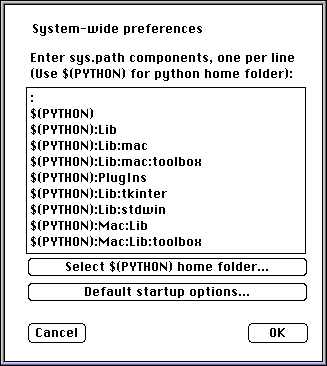 System-wide preferences
Enter sys.path components, one per line
(Use $(PYTHON) for python home folder):
:
$(PYTHON)
$(PYTHON):Lib
$(PYTHON):Lib:mac
$(PYTHON):Lib:mac:toolbox
$(PYTHON):PlugIns
$(PYTHON):Lib:tkinter
$(PYTHON):Lib:stdwin
$(PYTHON):Mac:Lib
$(PYTHON):Mac:Lib:toolbox
Select $(PYTHON) home folder...
Default startup options...
Cancel
OK